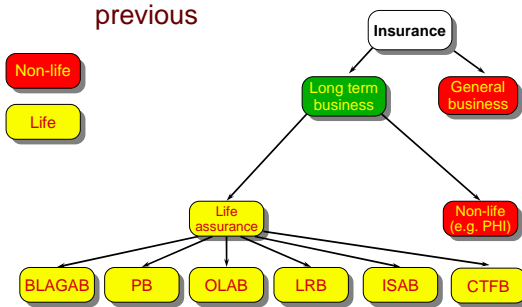 previous
Insurance
Non-life
Long term
business
General
business
Life
Life
assurance
Non-life
(e.g. PHI)
BLAGAB
PB
OLAB
LRB
ISAB
CTFB